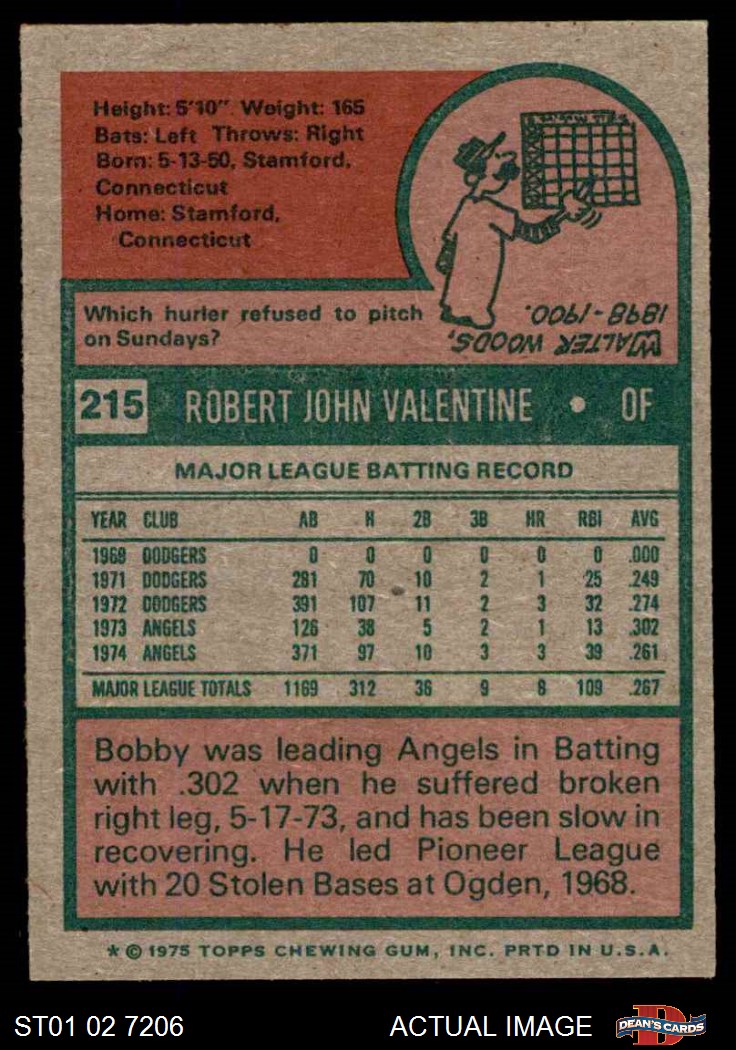 Height: 5'10" Weight: 165
Bats: Left Throws: Right
Born: 5-13-50, Stamford,
Connecticut
Home: Stamford,
Connecticut
Which hurler refused to pitch
on Sundays?
WALTER WOODS,
1898-1900.
215 ROBERT JOHN VALENTINE • OF
MAJOR LEAGUE BATTING RECORD
YEAR CLUB AB H 2B 3B HR RBI AVG
1969 DODGERS 0 0 0 0 0 0 .000
1971 DODGERS 281 70 10 2 1 25 .249
1972 DODGERS 391 107 11 2 3 32 .274
1973 ANGELS 126 38 5 2 1 13 .302
1974 ANGELS 371 97 10 3 3 39 .261
MAJOR LEAGUE TOTALS 1169 312 36 9 8 109 .267
Bobby was leading Angels in Batting
with .302 when he suffered broken
right leg, 5-17-73, and has been slow in
recovering. He led Pioneer League
with 20 Stolen Bases at Ogden, 1968.
* © 1975 TOPPS CHEWING GUM, INC. PRTD IN U.S.A.
ST01 02 7206 ACTUAL IMAGE DEAN'S CARDS